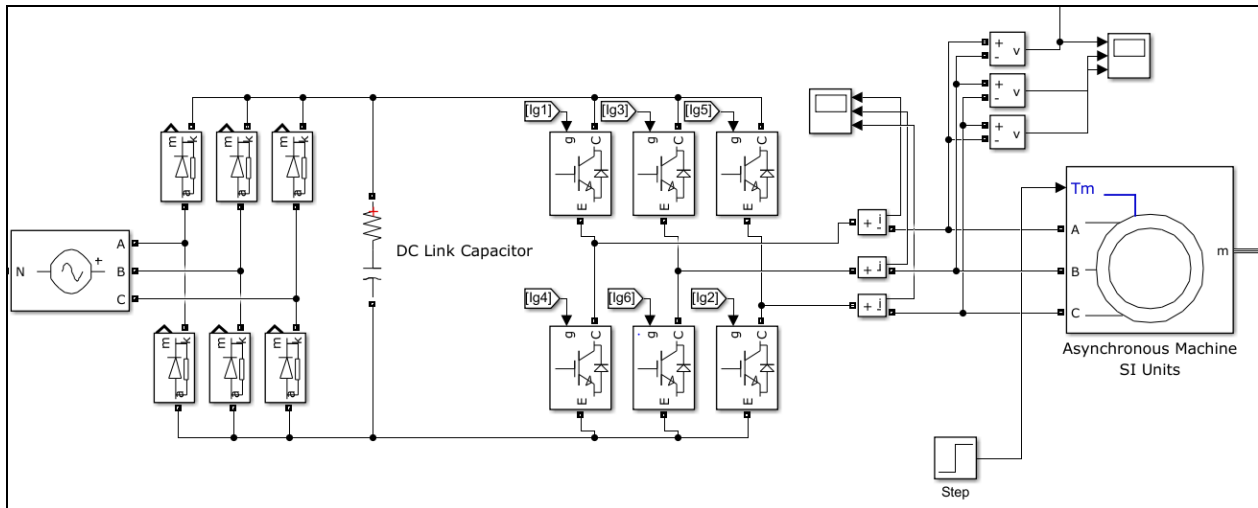 [Ig1]
[Ig3]
[Ig5]
+
-
v
+
-
v
+
-
v
m
k
a
m
k
a
m
k
a
g
C
E
g
C
E
g
C
E
Tm
A
B
C
m
N
+
A
B
C
DC Link Capacitor
+
+
i
-
+
i
-
+
i
-
[Ig4]
[Ig6]
[Ig2]
m
k
a
m
k
a
m
k
a
g
C
E
g
C
E
g
C
E
Asynchronous Machine
SI Units
Step